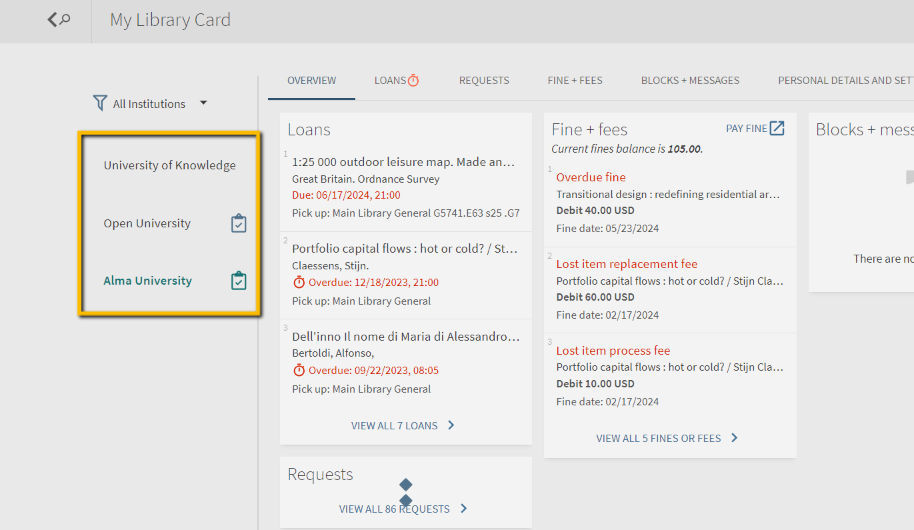 My Library Card
All Institutions
University of Knowledge
Open University
Alma University
OVERVIEW
LOANS
REQUESTS
FINE + FEES
BLOCKS + MESSAGES
PERSONAL DETAILS AND SET
Loans
1
1:25 000 outdoor leisure map. Made an...
Great Britain. Ordnance Survey
Due: 06/17/2024, 21:00
Pick up: Main Library General G5741.E63 s25 .G7
2
Portfolio capital flows : hot or cold? / Sti...
Claessens, Stijn.
Overdue: 12/18/2023, 21:00
Pick up: Main Library General
3
Dell'inno Il nome di Maria di Alessandro...
Bertoldi, Alfonso,
Overdue: 09/22/2023, 08:05
Pick up: Main Library General
VIEW ALL 7 LOANS
Requests
VIEW ALL 86 REQUESTS
Fine + fees
PAY FINE
Current fines balance is 105.00.
1
Overdue fine
Transitional design : redefining residential ar...
Debit 40.00 USD
Fine date: 05/23/2024
2
Lost item replacement fee
Portfolio capital flows : hot or cold? / Stijn Cla...
Debit 60.00 USD
Fine date: 02/17/2024
3
Lost item process fee
Portfolio capital flows : hot or cold? / Stijn Cla...
Debit 10.00 USD
Fine date: 02/17/2024
VIEW ALL 5 FINES OR FEES
Blocks + mess
There are no